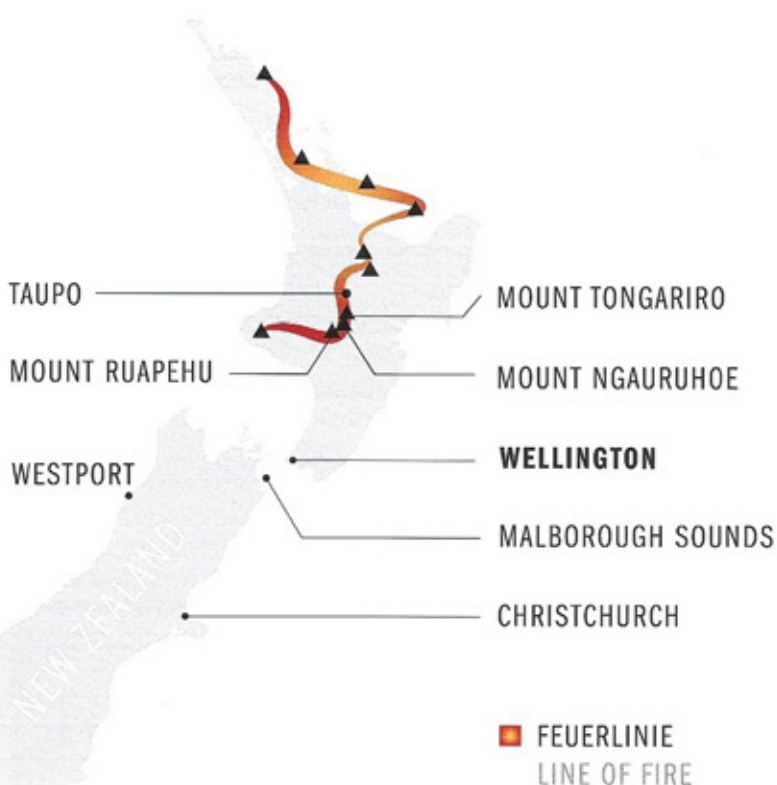 TAUPO
MOUNT TONGARIRO
MOUNT RUAPEHU
MOUNT NGAURUHOE
WELLINGTON
WESTPORT
MALBOROUGH SOUNDS
NEW ZEALAND
CHRISTCHURCH
FEUERLINIE
LINE OF FIRE